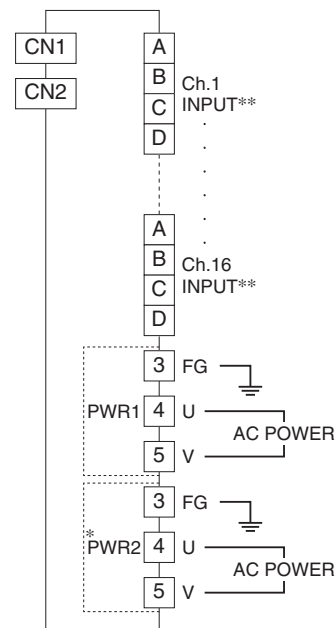 CN1
CN2
A
B
C
D
Ch.1
INPUT**
A
B
C
D
Ch.16
INPUT**
PWR1
3 FG
4 U
5 V
AC POWER
*PWR2
3 FG
4 U
5 V
AC POWER